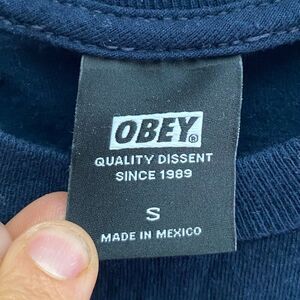 OBEY®
QUALITY DISSENT
SINCE 1989
S
MADE IN MEXICO